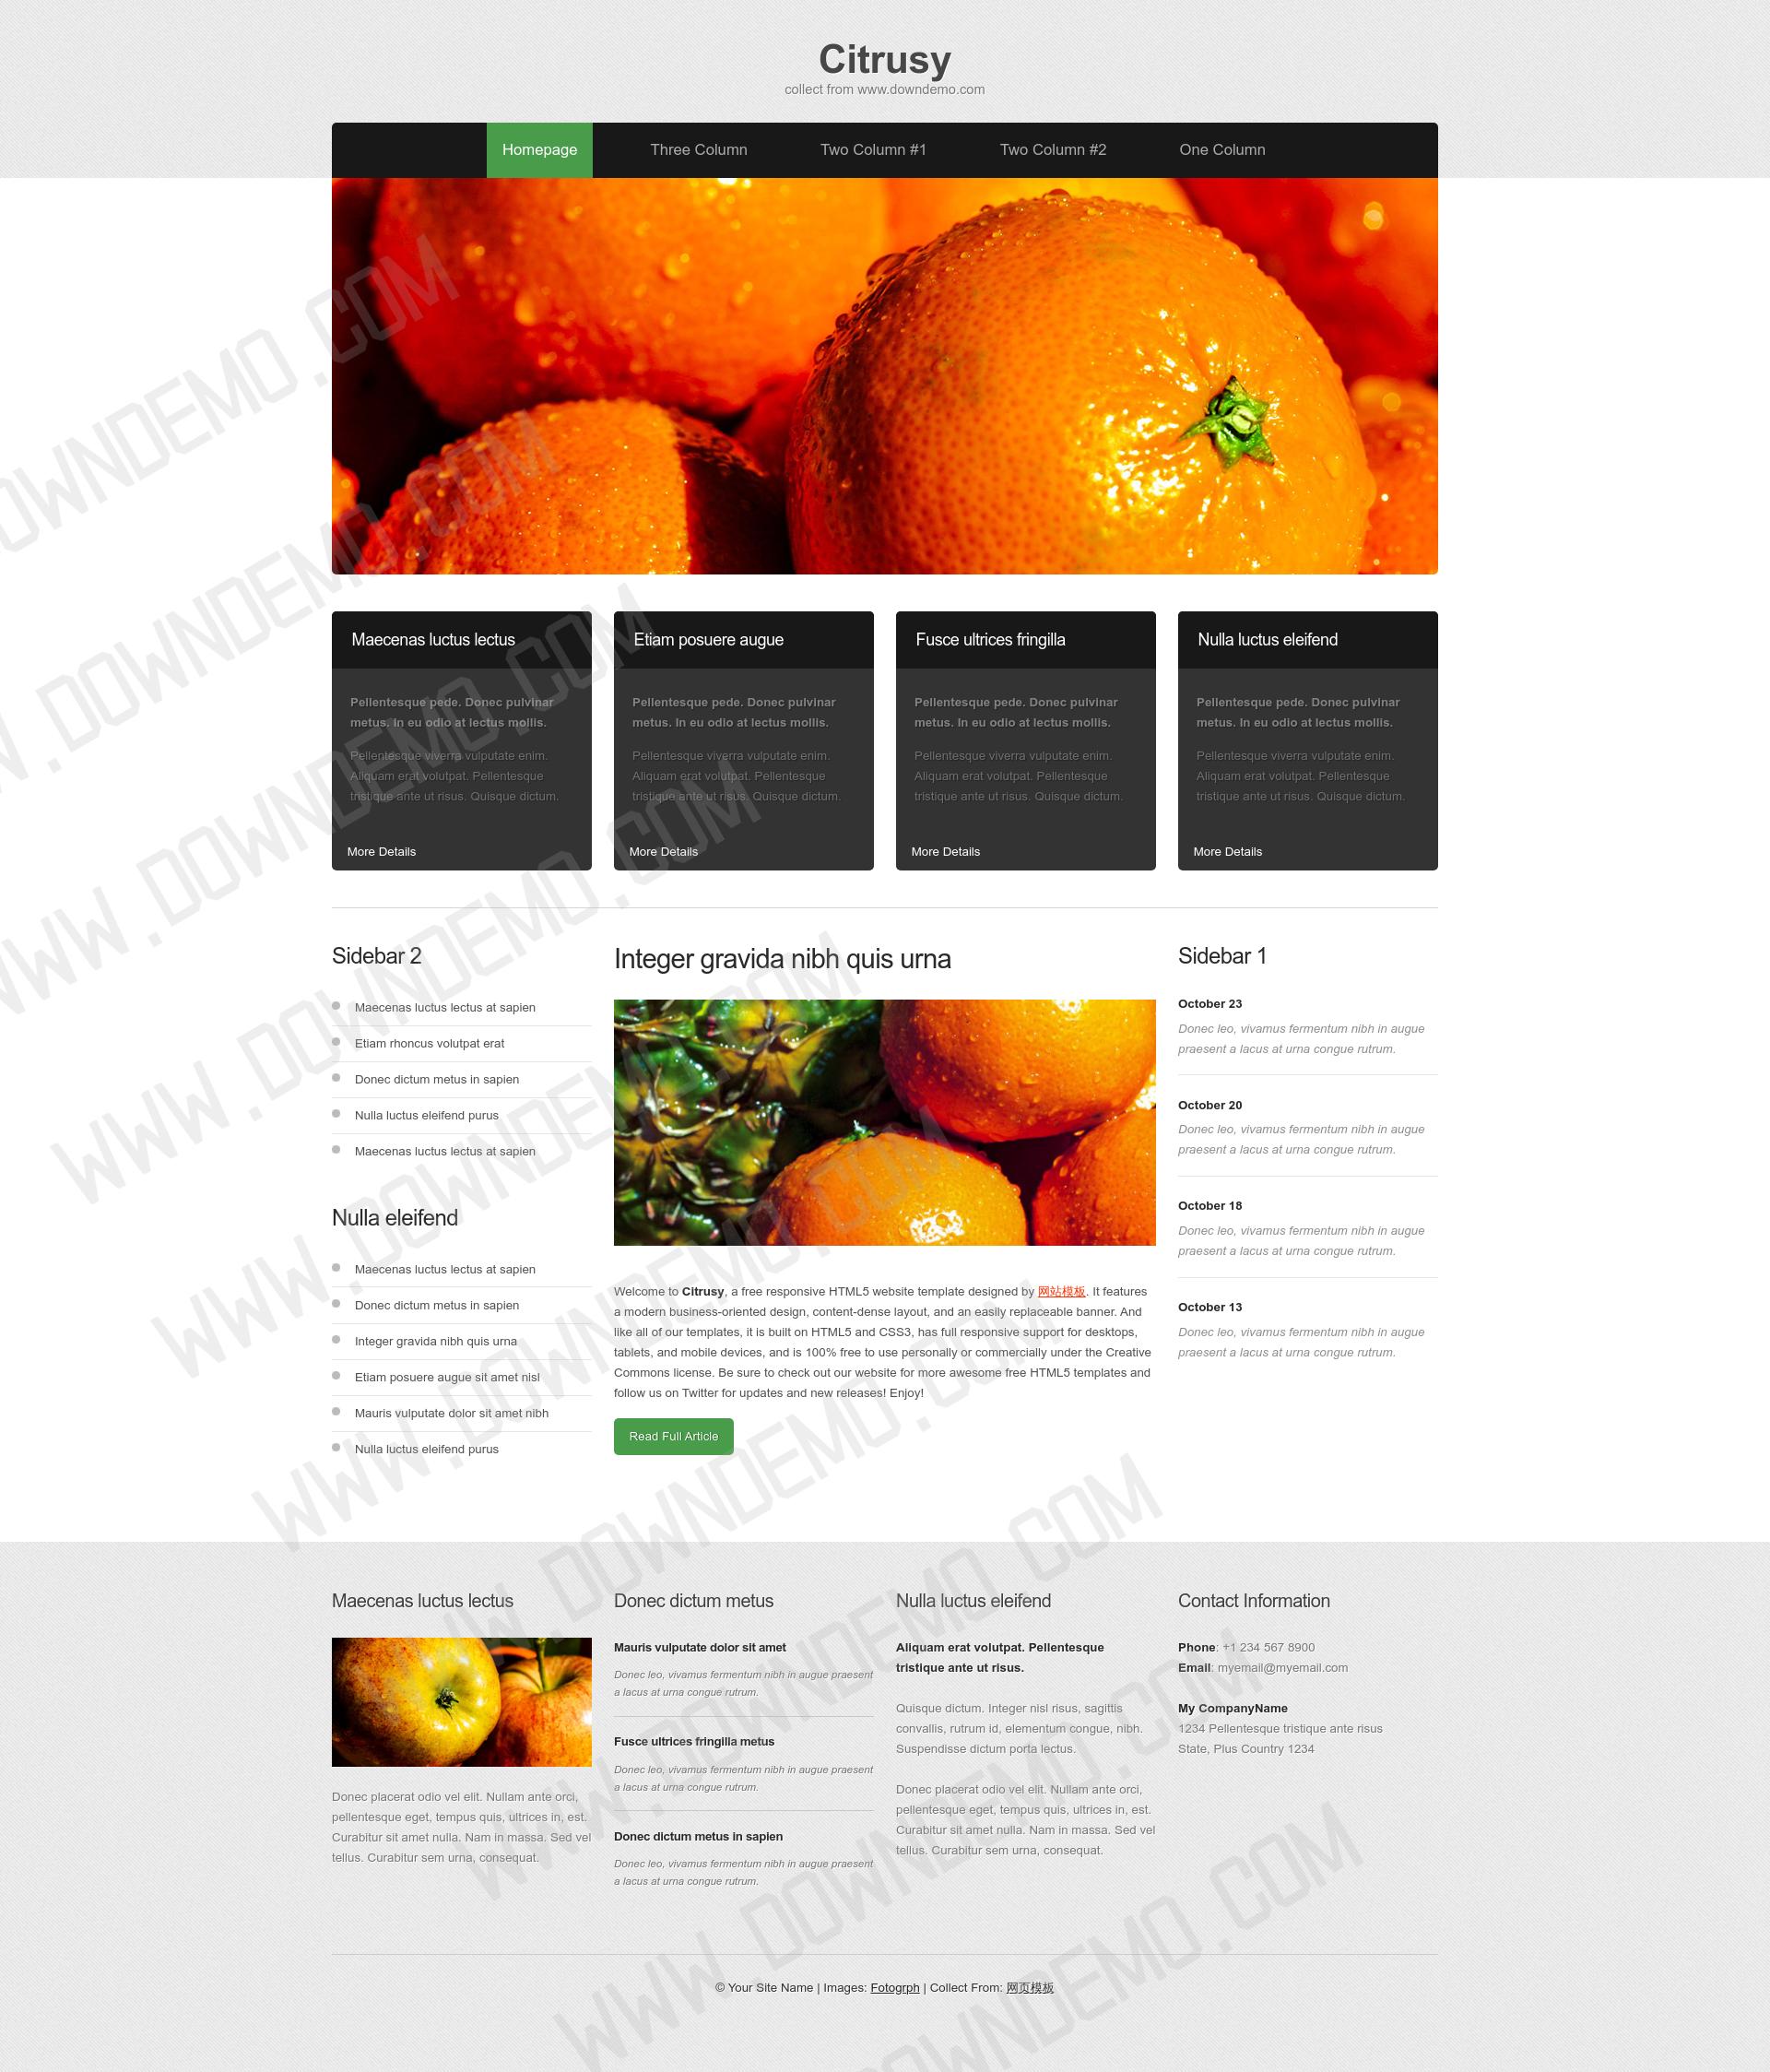 Citrusy
collect from www.downdemo.com
Homepage
Three Column
Two Column #1
Two Column #2
One Column
Maecenas luctus lectus
Pellentesque pede. Donec pulvinar
metus. In eu odio at lectus mollis.
Pellentesque viverra vulputate enim.
Aliquam erat volutpat. Pellentesque
tristique ante ut risus. Quisque dictum.
More Details
Etiam posuere augue
Pellentesque pede. Donec pulvinar
metus. In eu odio at lectus mollis.
Pellentesque viverra vulputate enim.
Aliquam erat volutpat. Pellentesque
tristique ante ut risus. Quisque dictum.
More Details
Fusce ultrices fringilla
Pellentesque pede. Donec pulvinar
metus. In eu odio at lectus mollis.
Pellentesque viverra vulputate enim.
Aliquam erat volutpat. Pellentesque
tristique ante ut risus. Quisque dictum.
More Details
Nulla luctus eleifend
Pellentesque pede. Donec pulvinar
metus. In eu odio at lectus mollis.
Pellentesque viverra vulputate enim.
Aliquam erat volutpat. Pellentesque
tristique ante ut risus. Quisque dictum.
More Details
Sidebar 2
Maecenas luctus lectus at sapien
Etiam rhoncus volutpat erat
Donec dictum metus in sapien
Nulla luctus eleifend purus
Maecenas luctus lectus at sapien
Nulla eleifend
Maecenas luctus lectus at sapien
Donec dictum metus in sapien
Integer gravida nibh quis urna
Etiam posuere augue sit amet nisl
Mauris vulputate dolor sit amet nibh
Nulla luctus eleifend purus
Integer gravida nibh quis urna
Welcome to Citrusy, a free responsive HTML5 website template designed by 网站模板. It features
a modern business-oriented design, content-dense layout, and an easily replaceable banner. And
like all of our templates, it is built on HTML5 and CSS3, has full responsive support for desktops,
tablets, and mobile devices, and is 100% free to use personally or commercially under the Creative
Commons license. Be sure to check out our website for more awesome free HTML5 templates and
follow us on Twitter for updates and new releases! Enjoy!
Read Full Article
Sidebar 1
October 23
Donec leo, vivamus fermentum nibh in augue
praesent a lacus at urna congue rutrum.
October 20
Donec leo, vivamus fermentum nibh in augue
praesent a lacus at urna congue rutrum.
October 18
Donec leo, vivamus fermentum nibh in augue
praesent a lacus at urna congue rutrum.
October 13
Donec leo, vivamus fermentum nibh in augue
praesent a lacus at urna congue rutrum.
Maecenas luctus lectus
Donec placerat odio vel elit. Nullam ante orci,
pellentesque eget, tempus quis, ultrices in, est.
Curabitur sit amet nulla. Nam in massa. Sed vel
tellus. Curabitur sem urna, consequat.
Donec dictum metus
Mauris vulputate dolor sit amet
Donec leo, vivamus fermentum nibh in augue praesent
a lacus at urna congue rutrum.
Fusce ultrices fringilla metus
Donec leo, vivamus fermentum nibh in augue praesent
a lacus at urna congue rutrum.
Donec dictum metus in sapien
Donec leo, vivamus fermentum nibh in augue praesent
a lacus at urna congue rutrum.
Nulla luctus eleifend
Aliquam erat volutpat. Pellentesque
tristique ante ut risus.
Quisque dictum. Integer nisl risus, sagittis
convallis, rutrum id, elementum congue, nibh.
Suspendisse dictum porta lectus.
Donec placerat odio vel elit. Nullam ante orci,
pellentesque eget, tempus quis, ultrices in, est.
Curabitur sit amet nulla. Nam in massa. Sed vel
tellus. Curabitur sem urna, consequat.
Contact Information
Phone: +1 234 567 8900
Email: myemail@myemail.com
My CompanyName
1234 Pellentesque tristique ante risus
State, Plus Country 1234
© Your Site Name | Images: Fotogrph | Collect From: 网页模板
WWW.DOWNDEMO.COM